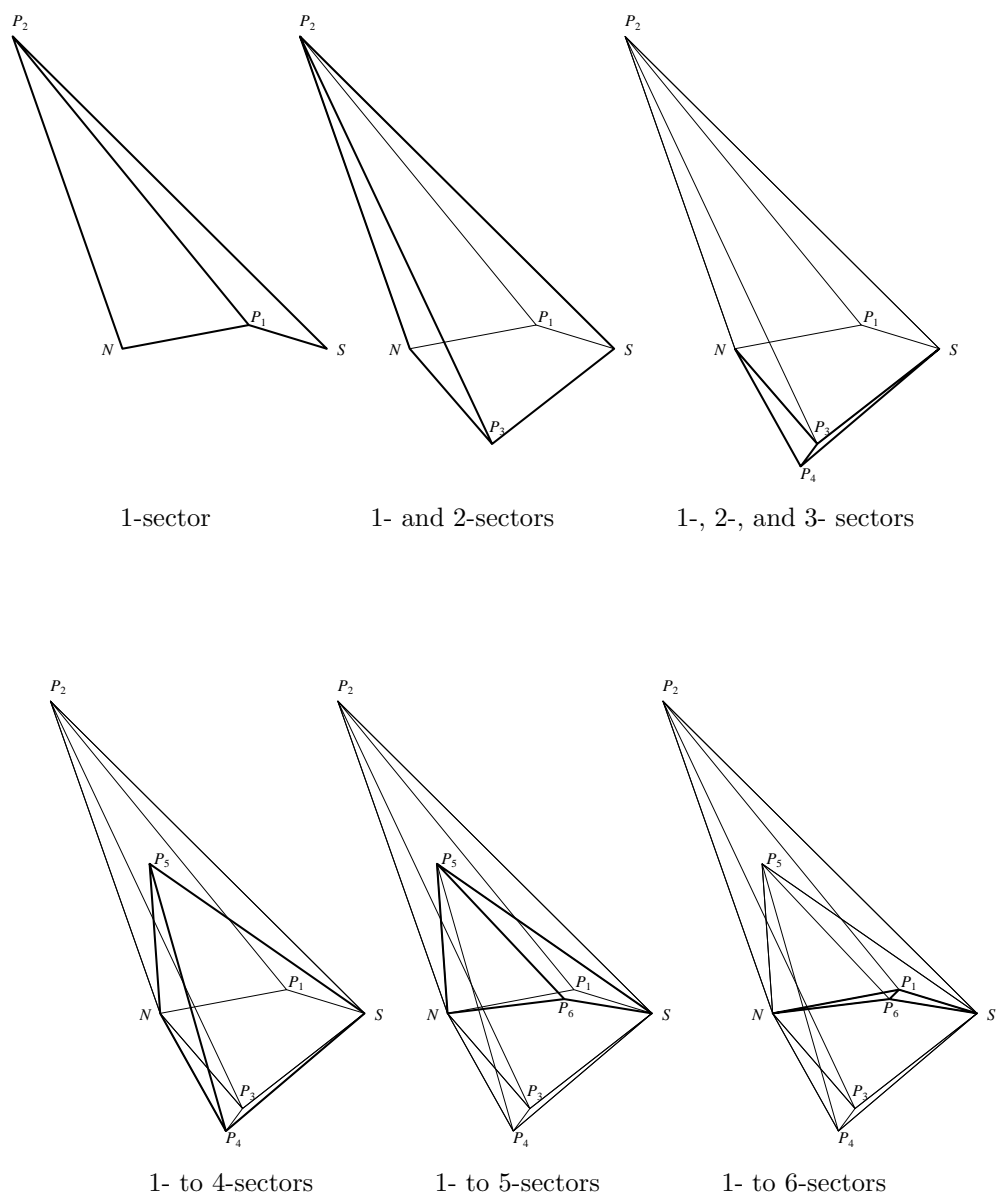 P₂ P₂ P₂
P₁ P₁ P₁
N S N S N S
P₃ P₃
P₄
1-sector 1- and 2-sectors 1-, 2-, and 3- sectors
P₂ P₂ P₂
P₅ P₅ P₅
P₁ P₁ P₁
N S N P₆ S N P₆ S
P₃ P₃ P₃
P₄ P₄ P₄
1- to 4-sectors 1- to 5-sectors 1- to 6-sectors